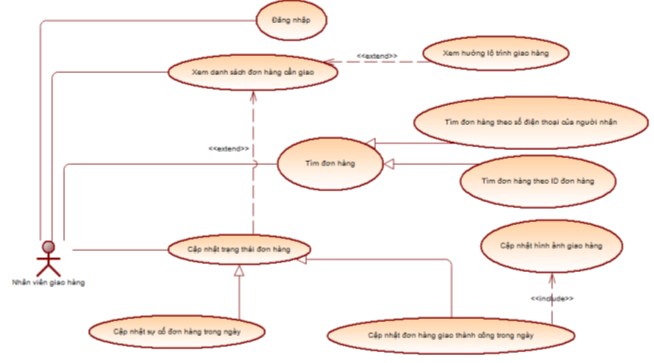 Đăng nhập
Xem hướng lộ trình giao hàng
<<extend>>
Xem danh sách đơn hàng cần giao
Tìm đơn hàng theo số điện thoại của người nhận
<<extend>>
Tìm đơn hàng
Tìm đơn hàng theo ID đơn hàng
Cập nhật trạng thái đơn hàng
Cập nhật hình ảnh giao hàng
Nhân viên giao hàng
<<include>>
Cập nhật sự cố đơn hàng trong ngày
Cập nhật đơn hàng giao thành công trong ngày